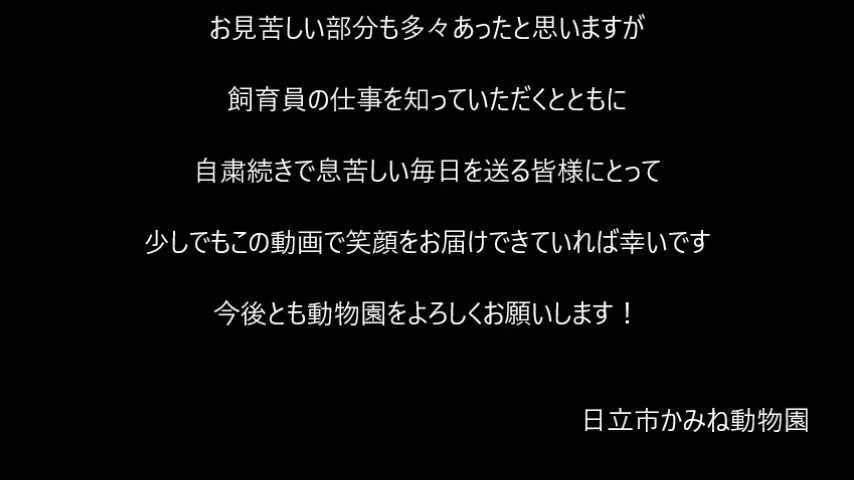 お見苦しい部分も多々あったと思いますが
飼育員の仕事を知っていただくとともに
自粛続きで息苦しい毎日を送る皆様にとって
少しでもこの動画で笑顔をお届けできていれば幸いです
今後とも動物園をよろしくお願いします！
日立市かみね動物園